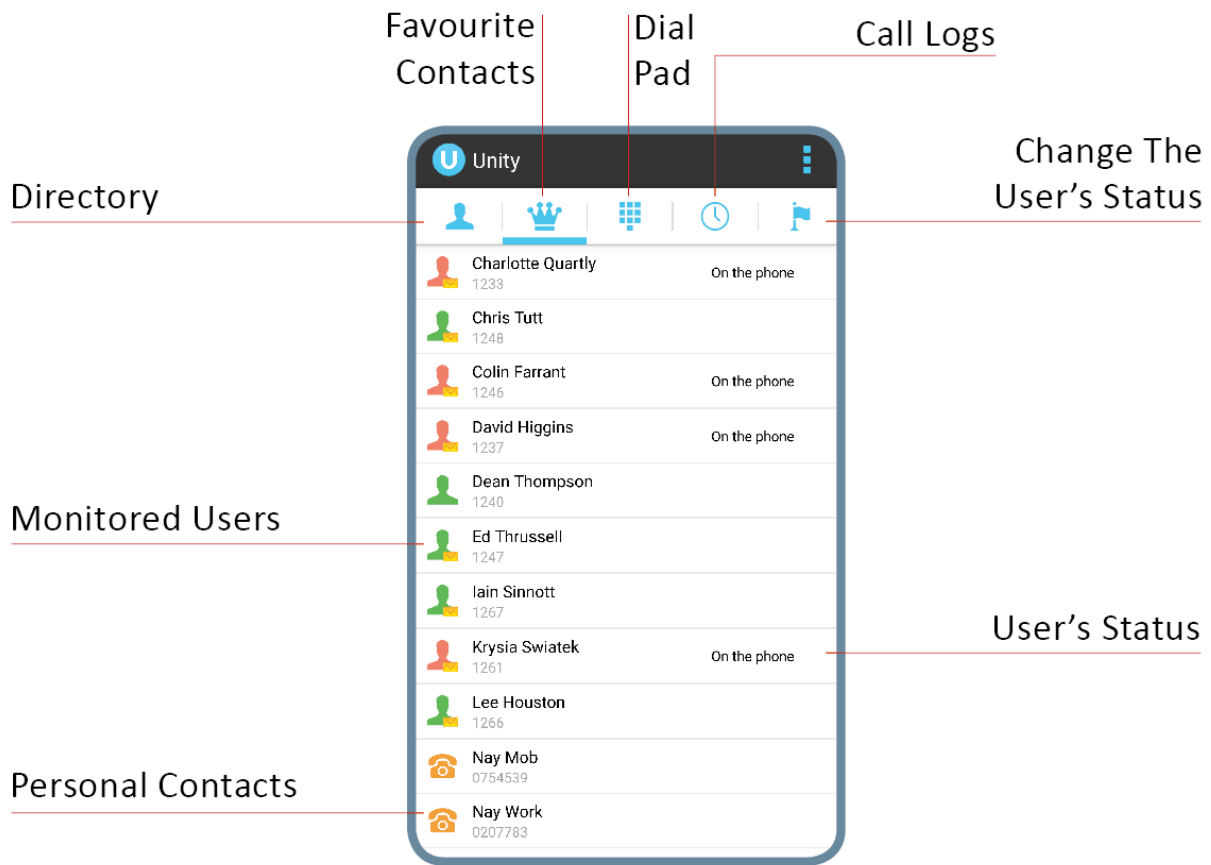 Favourite
Contacts
Dial
Pad
Call Logs
Change The
User's Status
Directory
U Unity
Charlotte Quartly
1233
On the phone
Chris Tutt
1248
Colin Farrant
1246
On the phone
David Higgins
1237
On the phone
Dean Thompson
1240
Monitored Users
Ed Thrussell
1247
Iain Sinnott
1267
User's Status
Krysia Swiatek
1261
On the phone
Lee Houston
1266
Personal Contacts
Nay Mob
0754539
Nay Work
0207783